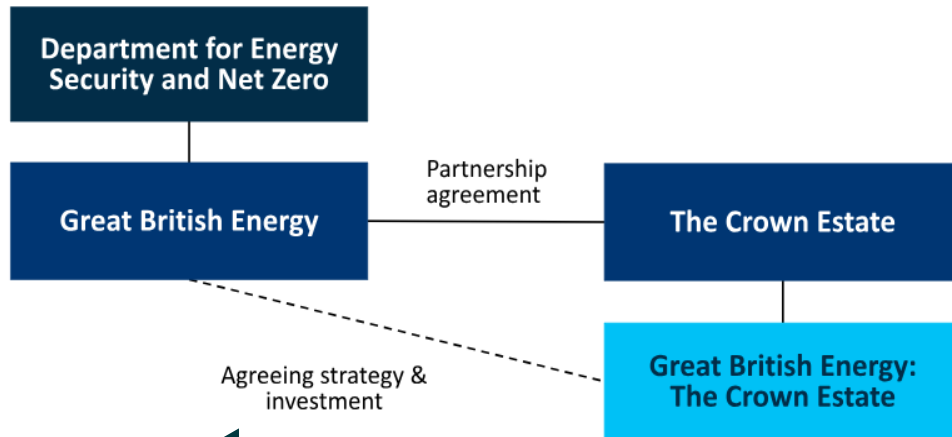 Department for Energy
Security and Net Zero
Great British Energy
Partnership
agreement
The Crown Estate
Agreeing strategy &
investment
Great British Energy:
The Crown Estate